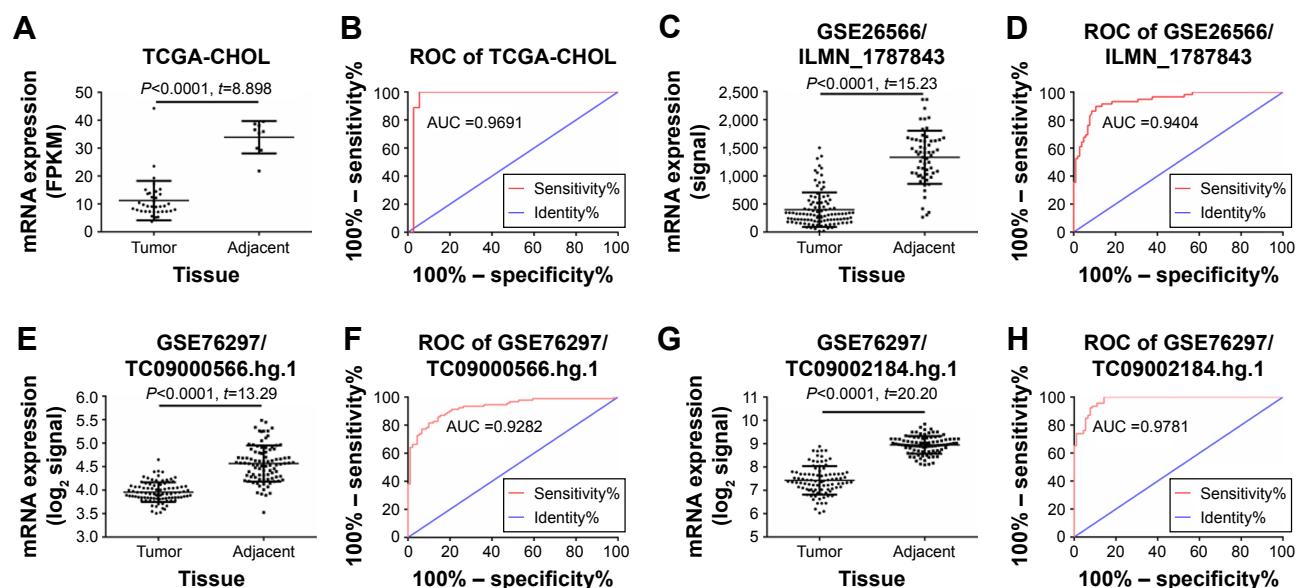 A
TCGA-CHOL
P<0.0001, t=8.898
mRNA expression
(FPKM)
50
40
30
20
10
0
Tumor
Adjacent
Tissue
B
ROC of TCGA-CHOL
100% – sensitivity%
100
80
60
40
20
0
AUC =0.9691
Sensitivity%
Identity%
0 20 40 60 80 100
100% – specificity%
C
GSE26566/
ILMN_1787843
P<0.0001, t=15.23
mRNA expression
(signal)
2,500
2,000
1,500
1,000
500
0
Tumor
Adjacent
Tissue
D
ROC of GSE26566/
ILMN_1787843
100% – sensitivity%
100
80
60
40
20
0
AUC =0.9404
Sensitivity%
Identity%
0 20 40 60 80 100
100% – specificity%
E
GSE76297/
TC09000566.hg.1
P<0.0001, t=13.29
mRNA expression
(log2 signal)
6.0
5.5
5.0
4.5
4.0
3.5
3.0
Tumor
Adjacent
Tissue
F
ROC of GSE76297/
TC09000566.hg.1
100% – sensitivity%
100
80
60
40
20
0
AUC =0.9282
Sensitivity%
Identity%
0 20 40 60 80 100
100% – specificity%
G
GSE76297/
TC09002184.hg.1
P<0.0001, t=20.20
mRNA expression
(log2 signal)
11
10
9
8
7
6
5
Tumor
Adjacent
Tissue
H
ROC of GSE76297/
TC09002184.hg.1
100% – sensitivity%
100
80
60
40
20
0
AUC =0.9781
Sensitivity%
Identity%
0 20 40 60 80 100
100% – specificity%